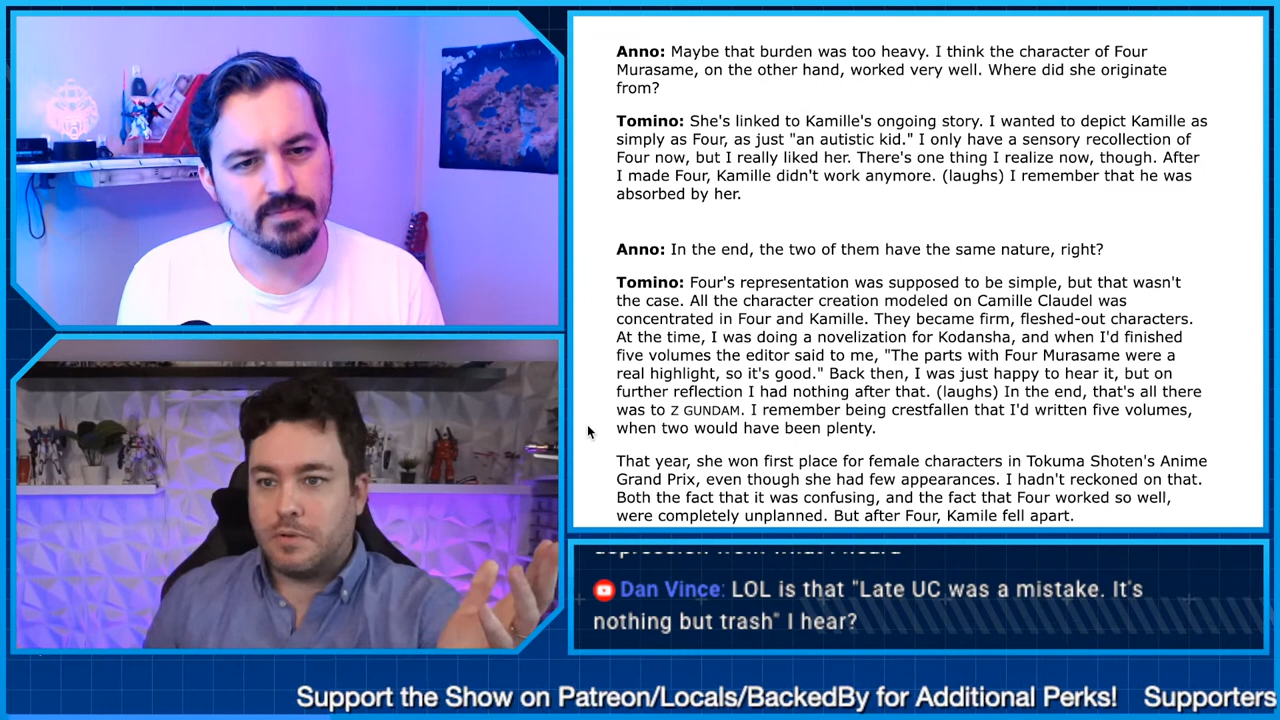 Anno: Maybe that burden was too heavy. I think the character of Four
Murasame, on the other hand, worked very well. Where did she originate
from?
Tomino: She's linked to Kamille's ongoing story. I wanted to depict Kamille as
simply as Four, as just "an autistic kid." I only have a sensory recollection of
Four now, but I really liked her. There's one thing I realize now, though. After
I made Four, Kamille didn't work anymore. (laughs) I remember that he was
absorbed by her.
Anno: In the end, the two of them have the same nature, right?
Tomino: Four's representation was supposed to be simple, but that wasn't
the case. All the character creation modeled on Camille Claudel was
concentrated in Four and Kamille. They became firm, fleshed-out characters.
At the time, I was doing a novelization for Kodansha, and when I'd finished
five volumes the editor said to me, "The parts with Four Murasame were a
real highlight, so it's good." Back then, I was just happy to hear it, but on
further reflection I had nothing after that. (laughs) In the end, that's all there
was to Z GUNDAM. I remember being crestfallen that I'd written five volumes,
when two would have been plenty.
That year, she won first place for female characters in Tokuma Shoten's Anime
Grand Prix, even though she had few appearances. I hadn't reckoned on that.
Both the fact that it was confusing, and the fact that Four worked so well,
were completely unplanned. But after Four, Kamile fell apart.
depression from what I heard
Dan Vince: LOL is that "Late UC was a mistake. It's
nothing but trash" I hear?
Support the Show on Patreon/Locals/BackedBy for Additional Perks! Supporters